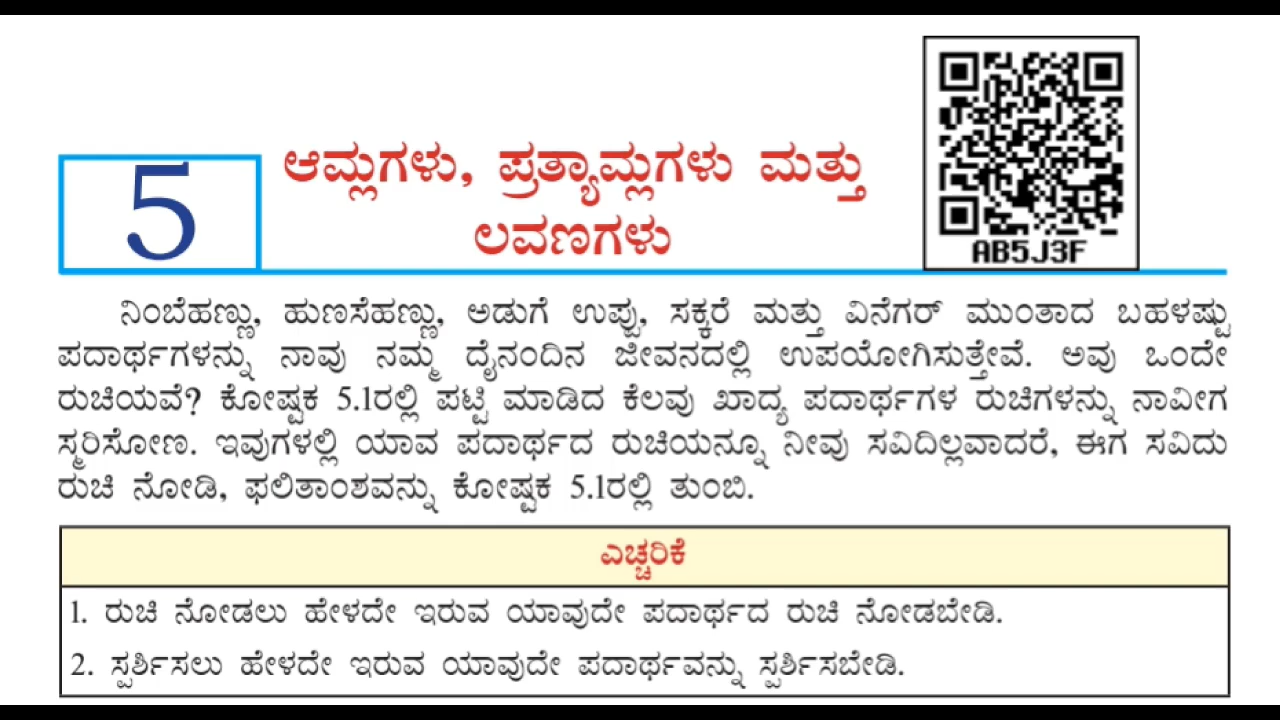 5
ಆಮ್ಲಗಳು, ಪ್ರತ್ಯಾಮ್ಲಗಳು ಮತ್ತು
ಲವಣಗಳು
AB5J3F
ನಿಂಬೆಹಣ್ಣು, ಹುಣಸೆಹಣ್ಣು, ಅಡುಗೆ ಉಪ್ಪು, ಸಕ್ಕರೆ ಮತ್ತು ವಿನೆಗರ್ ಮುಂತಾದ ಬಹಳಷ್ಟು
ಪದಾರ್ಥಗಳನ್ನು ನಾವು ನಮ್ಮ ದೈನಂದಿನ ಜೀವನದಲ್ಲಿ ಉಪಯೋಗಿಸುತ್ತೇವೆ. ಅವು ಒಂದೇ
ರುಚಿಯವೆ? ಕೋಷ್ಟಕ 5.1ರಲ್ಲಿ ಪಟ್ಟಿ ಮಾಡಿದ ಕೆಲವು ಖಾದ್ಯ ಪದಾರ್ಥಗಳ ರುಚಿಗಳನ್ನು ನಾವೀಗ
ಸ್ಮರಿಸೋಣ. ಇವುಗಳಲ್ಲಿ ಯಾವ ಪದಾರ್ಥದ ರುಚಿಯನ್ನೂ ನೀವು ಸವಿದಿಲ್ಲವಾದರೆ, ಈಗ ಸವಿದು
ರುಚಿ ನೋಡಿ, ಫಲಿತಾಂಶವನ್ನು ಕೋಷ್ಟಕ 5.1ರಲ್ಲಿ ತುಂಬಿ.
ಎಚ್ಚರಿಕೆ
1. ರುಚಿ ನೋಡಲು ಹೇಳದೇ ಇರುವ ಯಾವುದೇ ಪದಾರ್ಥದ ರುಚಿ ನೋಡಬೇಡಿ.
2. ಸ್ಪರ್ಶಿಸಲು ಹೇಳದೇ ಇರುವ ಯಾವುದೇ ಪದಾರ್ಥವನ್ನು ಸ್ಪರ್ಶಿಸಬೇಡಿ.